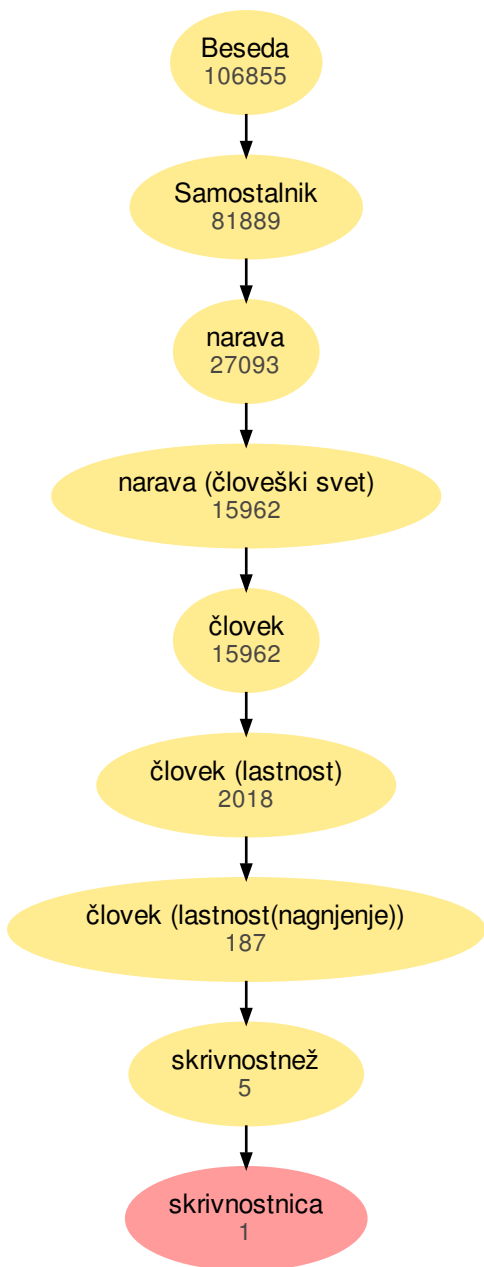 Beseda
106855
Samostalnik
81889
narava
27093
narava (človeški svet)
15962
človek
15962
človek (lastnost)
2018
človek (lastnost(nagnjenje))
187
skrivnostnež
5
skrivnostnica
1